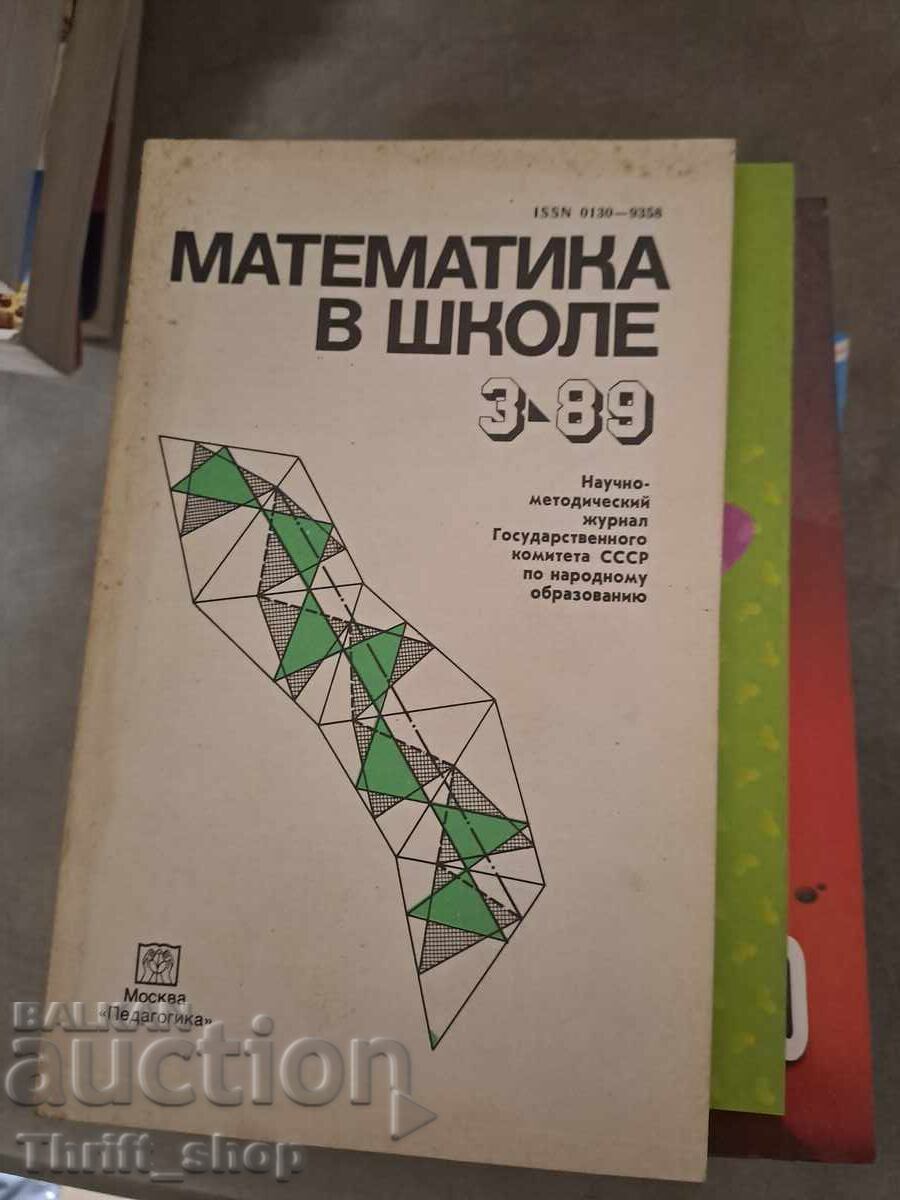 ISSN 0130—9358
МАТЕМАТИКА
В ШКОЛЕ
3-89
Научно-
методический
журнал
Государственного
комитета СССР
по народному
образованию
Москва
«Педагогика»
BALKAN
auction
Thrift_shop